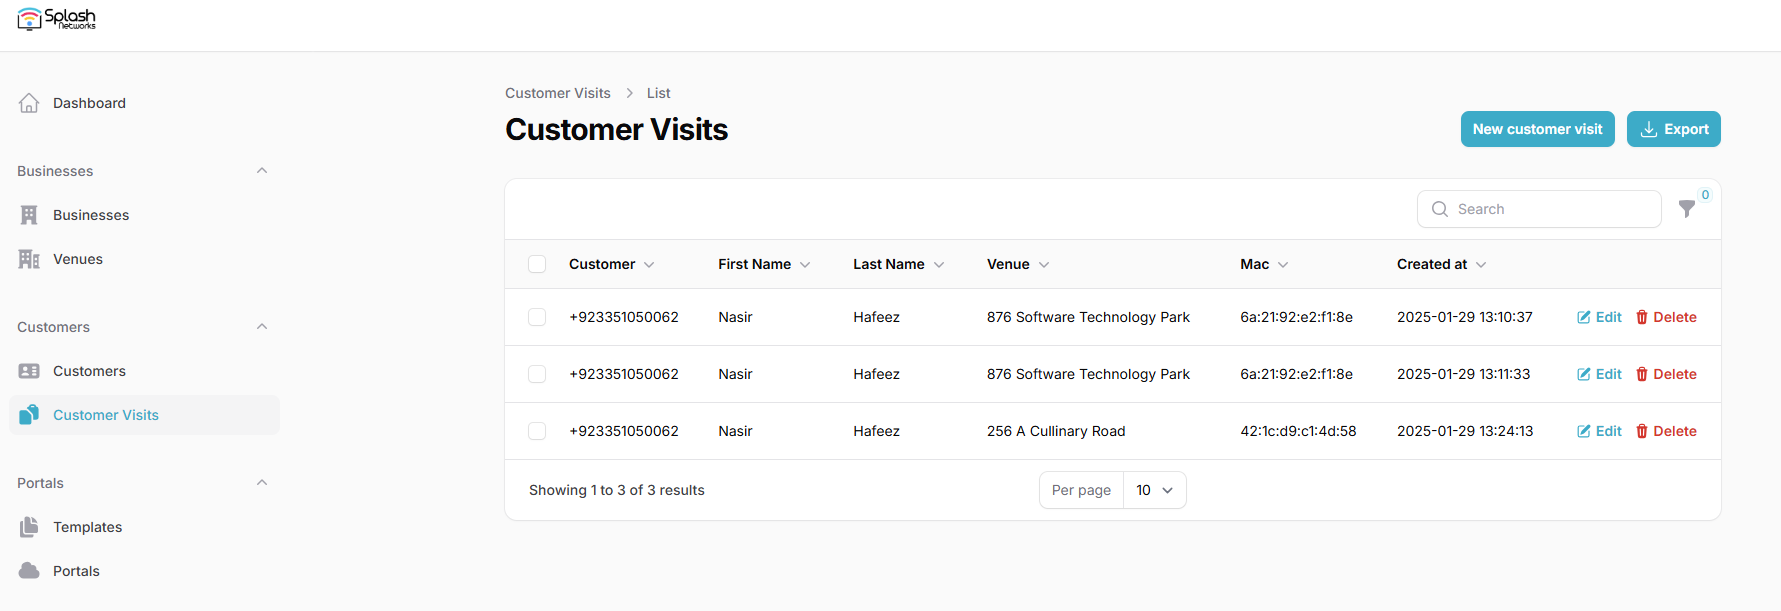 Splash
Networks
Dashboard
Businesses
Businesses
Venues
Customers
Customers
Customer Visits
Portals
Templates
Portals
Customer Visits > List
Customer Visits
New customer visit
Export
Search
0
Customer First Name Last Name Venue Mac Created at
+923351050062 Nasir Hafeez 876 Software Technology Park 6a:21:92:e2:f1:8e 2025-01-29 13:10:37 Edit Delete
+923351050062 Nasir Hafeez 876 Software Technology Park 6a:21:92:e2:f1:8e 2025-01-29 13:11:33 Edit Delete
+923351050062 Nasir Hafeez 256 A Cullinary Road 42:1c:d9:c1:4d:58 2025-01-29 13:24:13 Edit Delete
Showing 1 to 3 of 3 results
Per page 10